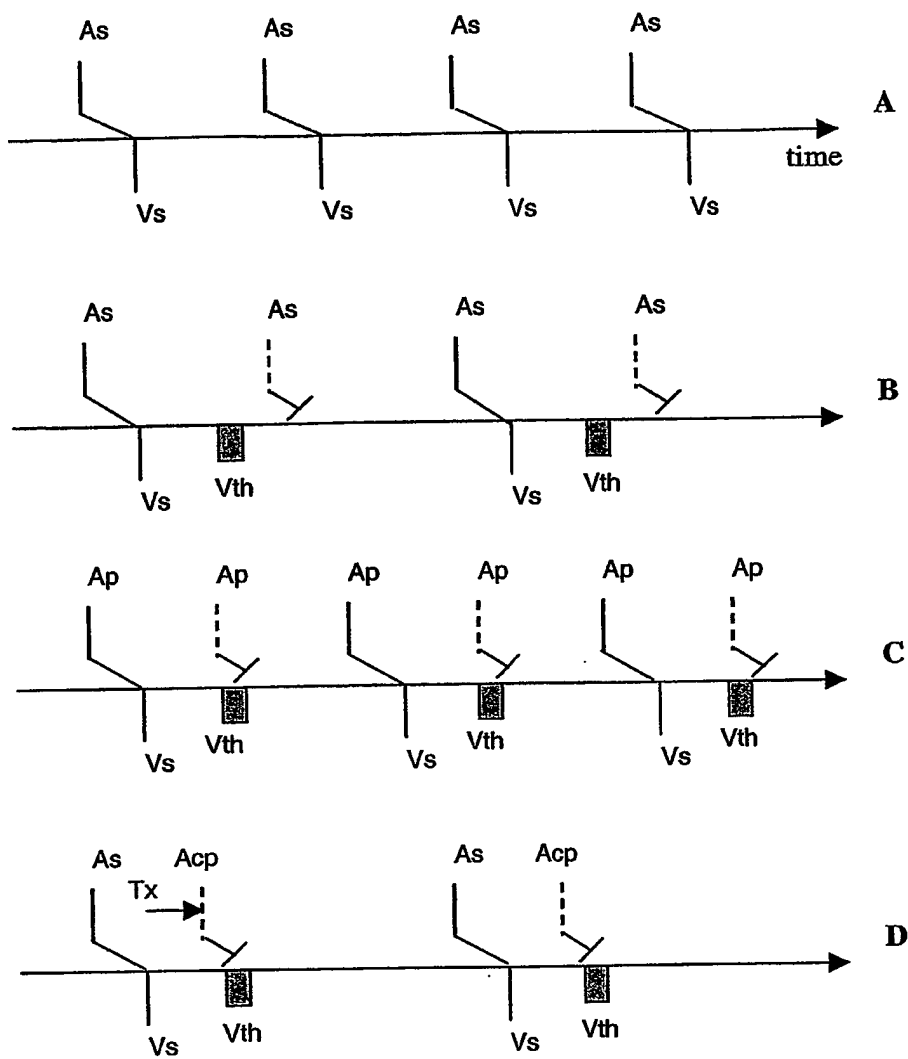 As As As As
A
time
Vs Vs Vs Vs
As As As As
B
Vs Vth Vs Vth
Ap Ap Ap Ap Ap Ap
C
Vs Vth Vs Vth Vs Vth
As Acp As Acp
Tx
D
Vs Vth Vs Vth